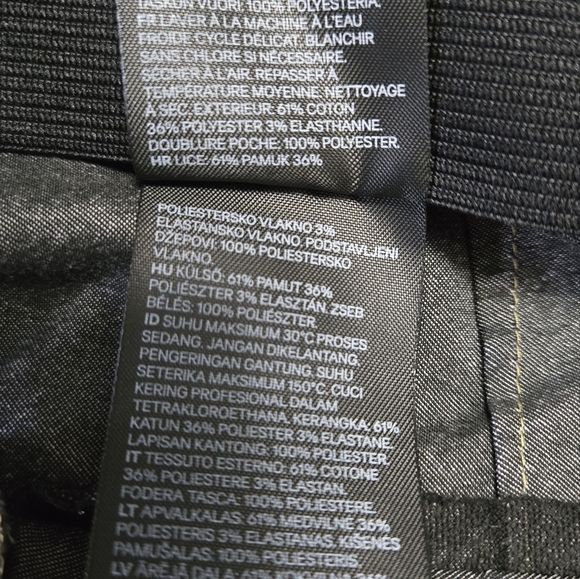 TASKUN VUORI: 100% POLYESTERIA.
FR LAVER À LA MACHINE À L'EAU
FROIDE CYCLE DÉLICAT. BLANCHIR
SANS CHLORE SI NÉCESSAIRE.
SÉCHER À L'AIR. REPASSER À
TEMPÉRATURE MOYENNE. NETTOYAGE
À SEC. EXTERIEUR: 61% COTON
36% POLYESTER 3% ELASTHANNE.
DOUBLURE POCHE: 100% POLYESTER.
HR LICE: 61% PAMUK 36%
POLIESTERSKO VLAKNO 3%
ELASTANSKO VLAKNO. PODSTAVLJENI
DŽEPOVI: 100% POLIESTERSKO
VLAKNO.
HU KÜLSŐ: 61% PAMUT 36%
POLIÉSZTER 3% ELASZTÁN. ZSEB
BÉLÉS: 100% POLIÉSZTER.
ID SUHU MAKSIMUM 30°C PROSES
SEDANG, JANGAN DIKELANTANG,
PENGERINGAN GANTUNG, SUHU
SETERIKA MAKSIMUM 150°C, CUCI
KERING PROFESIONAL DALAM
TETRAKLOROETHANA. KERANGKA: 61%
KATUN 36% POLIESTER 3% ELASTANE.
LAPISAN KANTONG: 100% POLIESTER.
IT TESSUTO ESTERNO: 61% COTONE
36% POLIESTERE 3% ELASTAN.
FODERA TASCA: 100% POLIESTERE.
LT APVALKALAS: 61% MEDVILNĖ 36%
POLIESTERIS 3% ELASTANAS. KIŠENĖS
PAMUŠALAS: 100% POLIESTERIS.
LV ĀRĒJĀ DAĻA: 61%